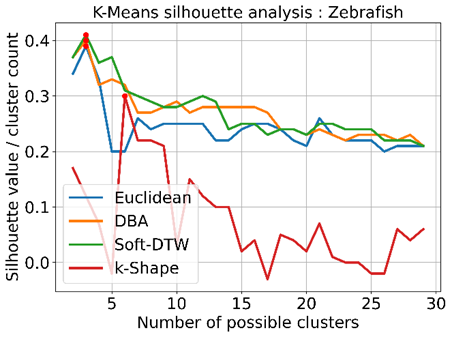 K-Means silhouette analysis : Zebrafish
Silhouette value / cluster count
0.4
0.3
0.2
0.1
0.0
Euclidean
DBA
Soft-DTW
k-Shape
5 10 15 20 25 30
Number of possible clusters